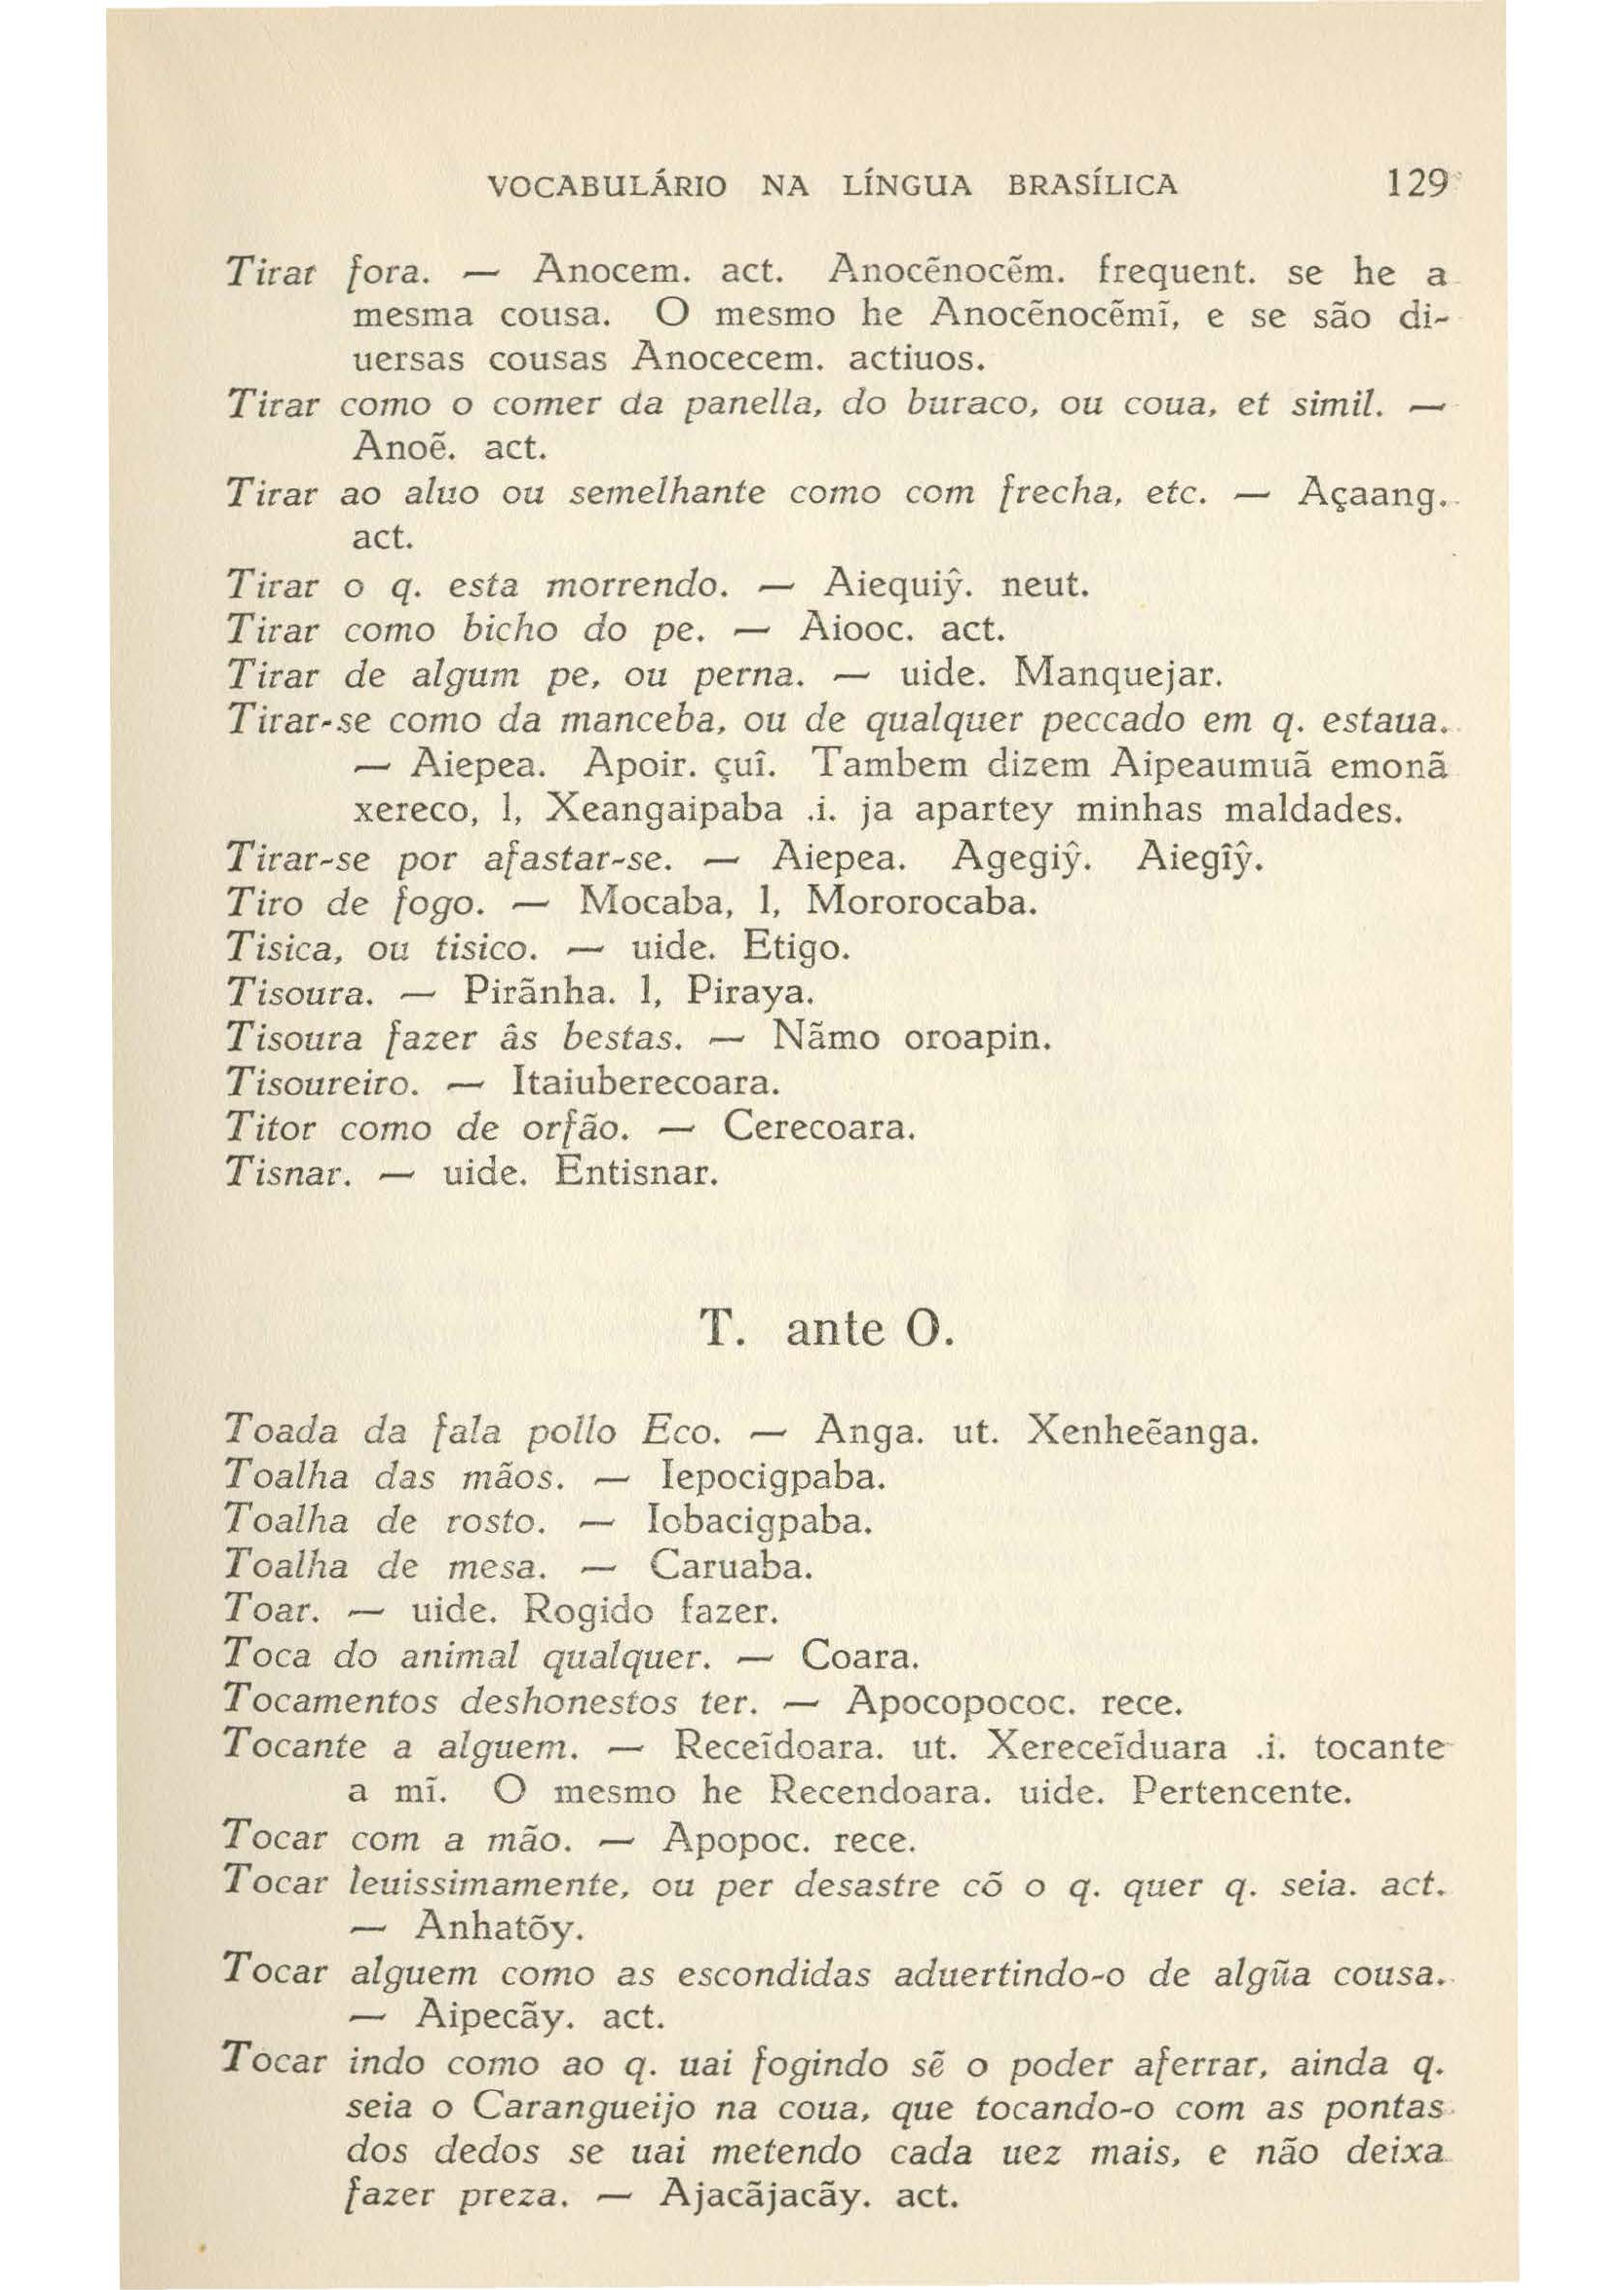 VOCABULÁRIO NA LÍNGUA BRASÍLICA 129
Tirar fora. — Anocem. act. Anocẽnocẽm. frequent. se he a
mesma cousa. O mesmo he Anocẽnocẽmĩ, e se são di-
uersas cousas Anocecem. actiuos.
Tirar como o comer da panella, do buraco, ou coua, et simil. —
Anoẽ. act.
Tirar ao aluo ou semelhante como com frecha, etc. — Açaang.
act.
Tirar o q. esta morrendo. — Aiequiŷ. neut.
Tirar como bicho do pe. — Aiooc. act.
Tirar de algum pe, ou perna. — uide. Manquejar.
Tirar-se como da manceba, ou de qualquer peccado em q. estaua.
— Aiepea. Apoir. çuî. Tambem dizem Aipeaumuã emonã
xereco, l, Xeangaipaba .i. ja apartey minhas maldades.
Tirar-se por afastar-se. — Aiepea. Agegiŷ. Aiegîŷ.
Tiro de fogo. — Mocaba, l, Mororocaba.
Tisica, ou tisico. — uide. Etigo.
Tisoura. — Pirãnha. l, Piraya.
Tisoura fazer âs bestas. — Nãmo oroapin.
Tisoureiro. — Itaiuberecoara.
Titor como de orfão. — Cerecoara.
Tisnar. — uide. Entisnar.
T. ante O.
Toada da fala pollo Eco. — Anga. ut. Xenheẽanga.
Toalha das mãos. — Iepocigpaba.
Toalha de rosto. — Iobacigpaba.
Toalha de mesa. — Caruaba.
Toar. — uide. Rogido fazer.
Toca do animal qualquer. — Coara.
Tocamentos deshonestos ter. — Apocopococ. rece.
Tocante a alguem. — Receĩdoara. ut. Xereceĩduara .i. tocante
a mĩ. O mesmo he Recendoara. uide. Pertencente.
Tocar com a mão. — Apopoc. rece.
Tocar leuissimamente, ou per desastre cõ o q. quer q. seia. act.
— Anhatõy.
Tocar alguem como as escondidas aduertindo-o de algũa cousa.
— Aipecãy. act.
Tocar indo como ao q. uai fogindo sẽ o poder aferrar, ainda q.
seia o Carangueijo na coua, que tocando-o com as pontas
dos dedos se uai metendo cada uez mais, e não deixa
fazer preza. — Ajacãjacãy. act.